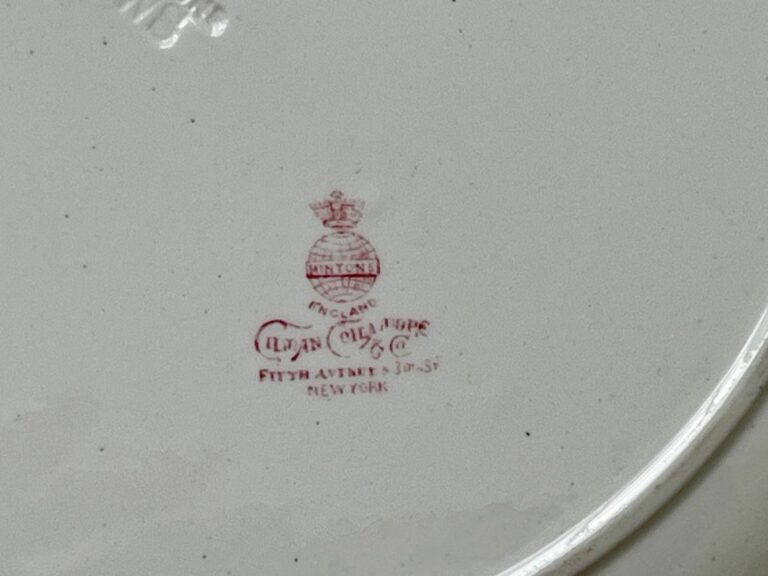 MINTONS
ENGLAND
GILMAN COLLAMORE
& Co
FIFTH AVENUE & 30TH ST
NEW YORK